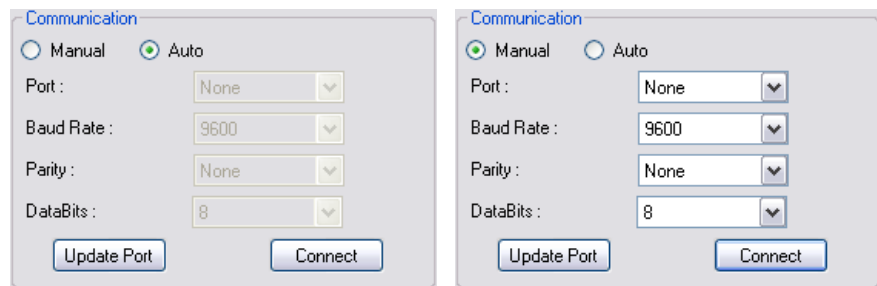 Communication
Manual Auto
Port : None
Baud Rate : 9600
Parity : None
DataBits : 8
Update Port Connect
Communication
Manual Auto
Port : None
Baud Rate : 9600
Parity : None
DataBits : 8
Update Port Connect